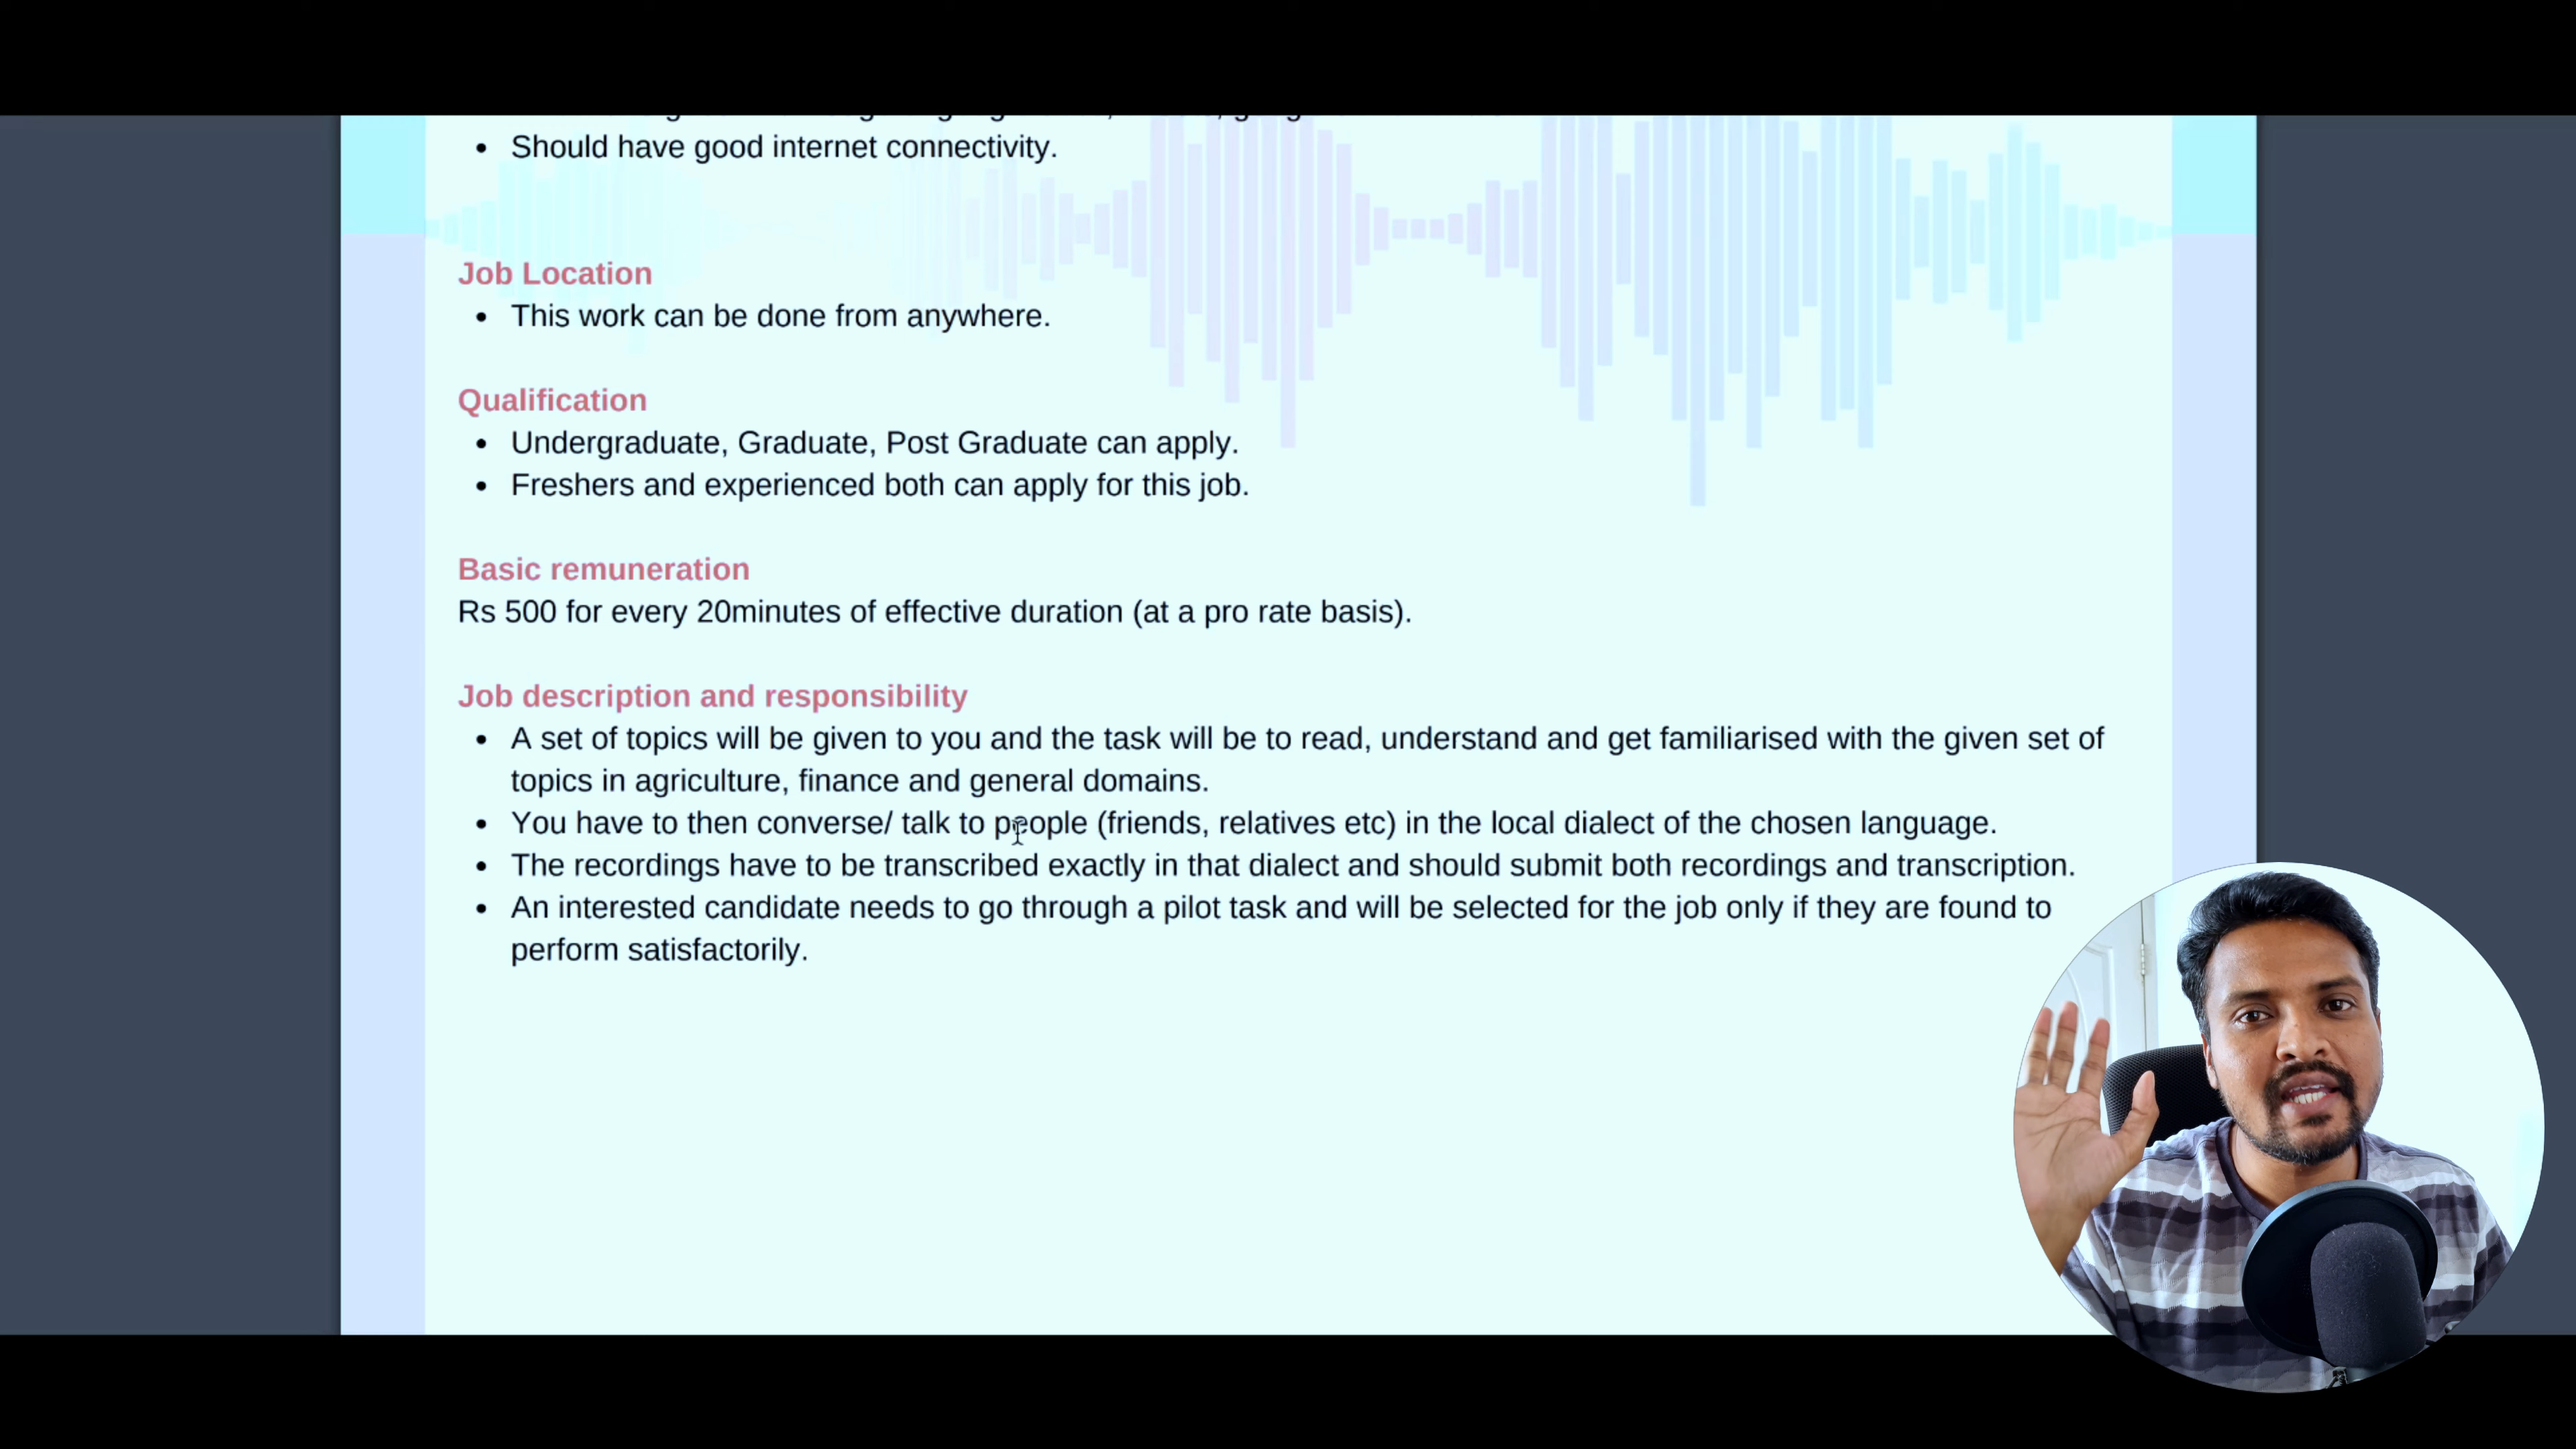 Should have good internet connectivity.
Job Location
This work can be done from anywhere.
Qualification
Undergraduate, Graduate, Post Graduate can apply.
Freshers and experienced both can apply for this job.
Basic remuneration
Rs 500 for every 20minutes of effective duration (at a pro rate basis).
Job description and responsibility
A set of topics will be given to you and the task will be to read, understand and get familiarised with the given set of
topics in agriculture, finance and general domains.
You have to then converse/ talk to people (friends, relatives etc) in the local dialect of the chosen language.
The recordings have to be transcribed exactly in that dialect and should submit both recordings and transcription.
An interested candidate needs to go through a pilot task and will be selected for the job only if they are found to
perform satisfactorily.